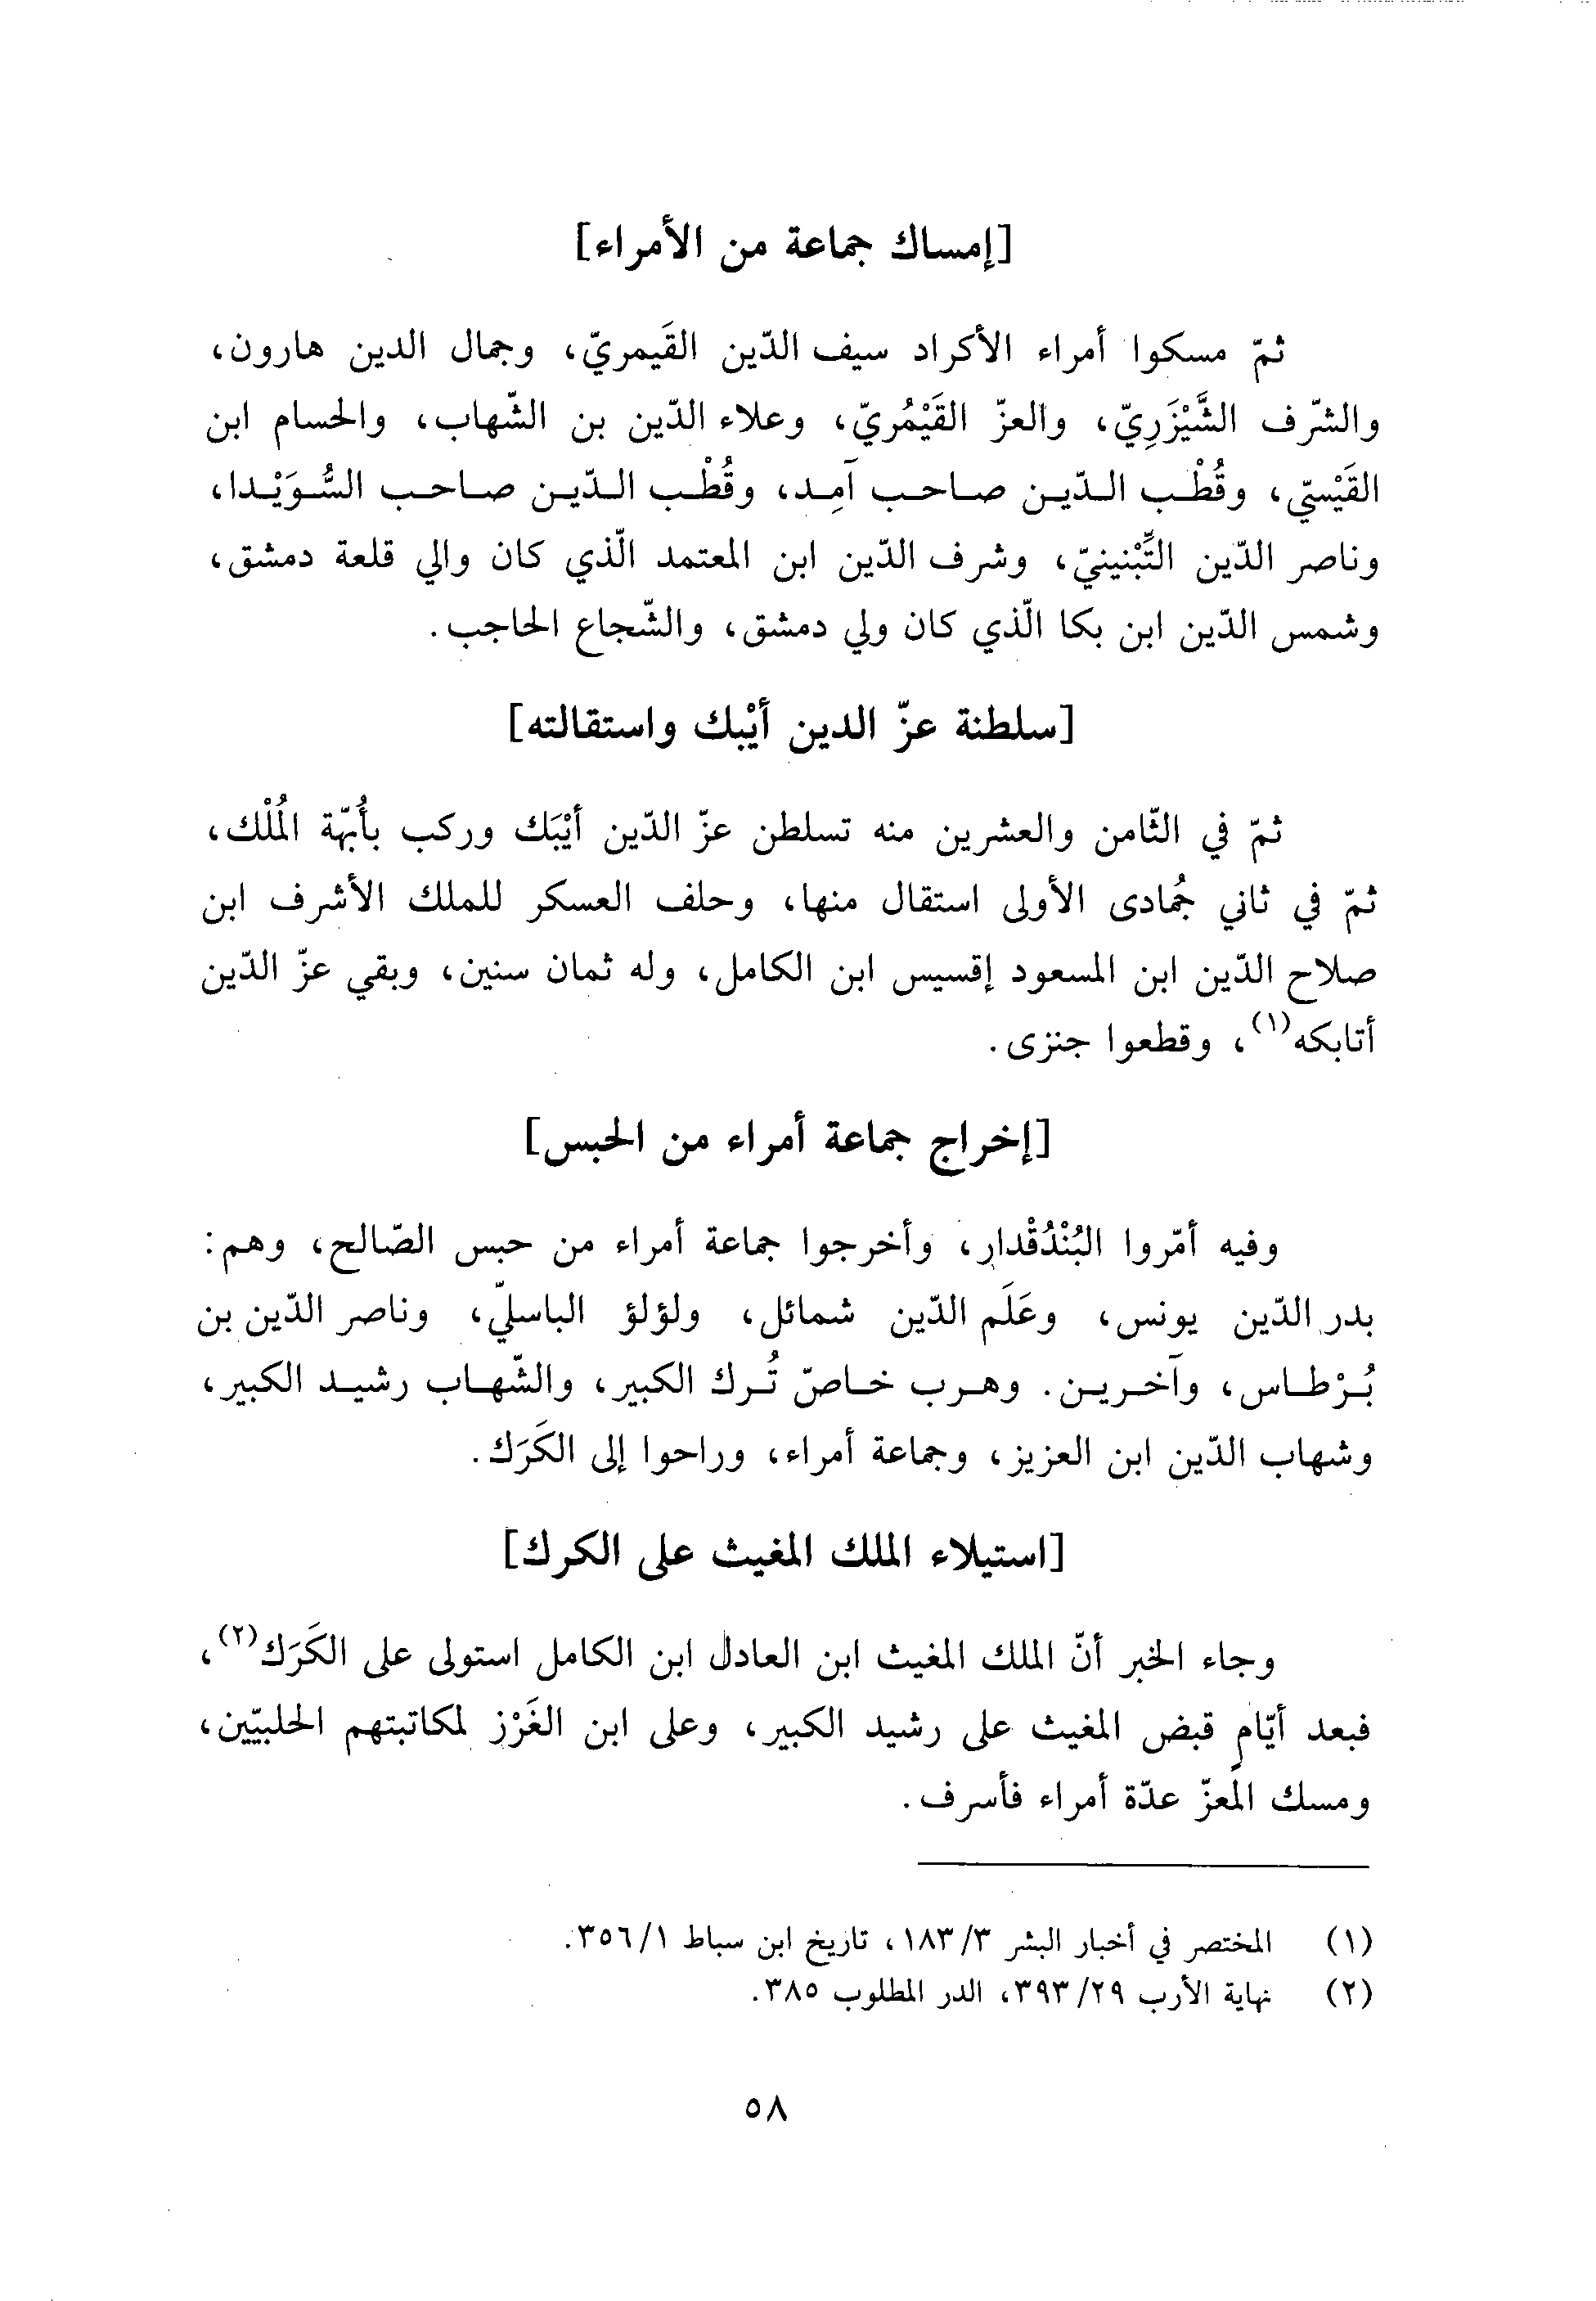 [إمساك جماعة من الأمراء]
ثمّ مسكوا أمراء الأكراد سيف الدّين القَيمريّ، وجمال الدين هارون،
والشرّف الشَّيْزَرِيّ، والعزّ القَيْمُريّ، وعلاء الدّين بن الشّهاب، والحسام ابن
القَيْسيّ، وقُطْب الدّين صاحب آمِد، وقُطْب الدّين صاحب السُّوَيْدا،
وناصر الدّين التِّبْنينيّ، وشرف الدّين ابن المعتمد الّذي كان والي قلعة دمشق،
وشمس الدّين ابن بكا الّذي كان ولي دمشق، والشّجاع الحاجب.
[سلطنة عزّ الدين أيْبك واستقالته]
ثمّ في الثّامن والعشرين منه تسلطن عزّ الدّين أيْبَك وركب بأُبّهة المُلْك،
ثمّ في ثاني جُمادى الأولى استقال منها، وحلف العسكر للملك الأشرف ابن
صلاح الدّين ابن المسعود إقسيس ابن الكامل، وله ثمان سنين، وبقي عزّ الدّين
أتابكه(١)، وقطعوا جنزى.
[إخراج جماعة أمراء من الحبس]
وفيه أمّروا البُنْدُقْدار، وأخرجوا جماعة أمراء من حبس الصّالح، وهم:
بدر الدّين يونس، وعَلَم الدّين شمائل، ولؤلؤ الباسليّ، وناصر الدّين بن
بُرْطاس، وآخرين. وهرب خاصّ تُرك الكبير، والشّهاب رشيد الكبير،
وشهاب الدّين ابن العزيز، وجماعة أمراء، وراحوا إلى الكَرَك.
[استيلاء الملك المغيث على الكرك]
وجاء الخبر أنّ الملك المغيث ابن العادل ابن الكامل استولى على الكَرَك(٢)،
فبعد أيّام قبض المغيث على رشيد الكبير، وعلى ابن الغَرْز لمكاتبتهم الحلبيّين،
ومسك المعزّ عدّة أمراء فأسرف.
(١) المختصر في أخبار البشر ٣/ ١٨٣، تاريخ ابن سباط ١/ ٣٥٦.
(٢) نهاية الأرب ٢٩/ ٣٩٣، الدر المطلوب ٣٨٥.
٥٨